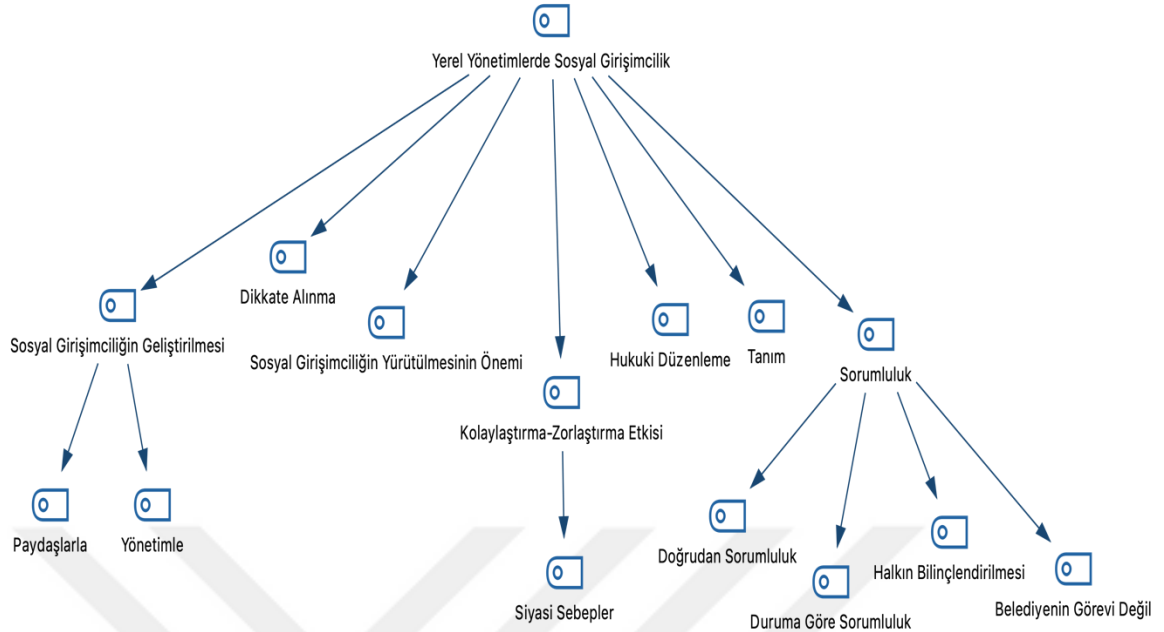 Yerel Yönetimlerde Sosyal Girişimcilik
Dikkate Alınma
Sosyal Girişimciliğin Geliştirilmesi
Sosyal Girişimciliğin Yürütülmesinin Önemi
Hukuki Düzenleme
Tanım
Sorumluluk
Kolaylaştırma-Zorlaştırma Etkisi
Paydaşlarla
Yönetimle
Siyasi Sebepler
Doğrudan Sorumluluk
Duruma Göre Sorumluluk
Halkın Bilinçlendirilmesi
Belediyenin Görevi Değil